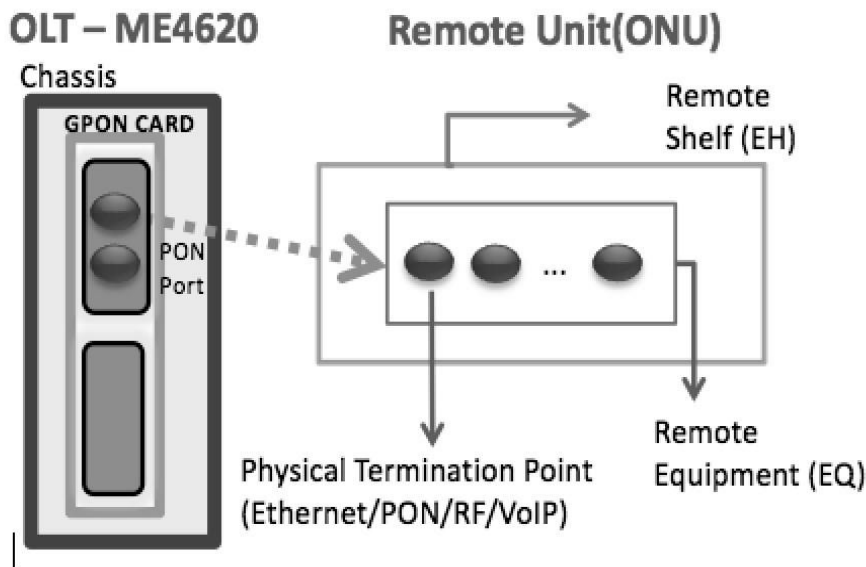 OLT – ME4620
Remote Unit(ONU)
Chassis
GPON CARD
PON
Port
Remote
Shelf (EH)
...
Physical Termination Point
(Ethernet/PON/RF/VoIP)
Remote
Equipment (EQ)